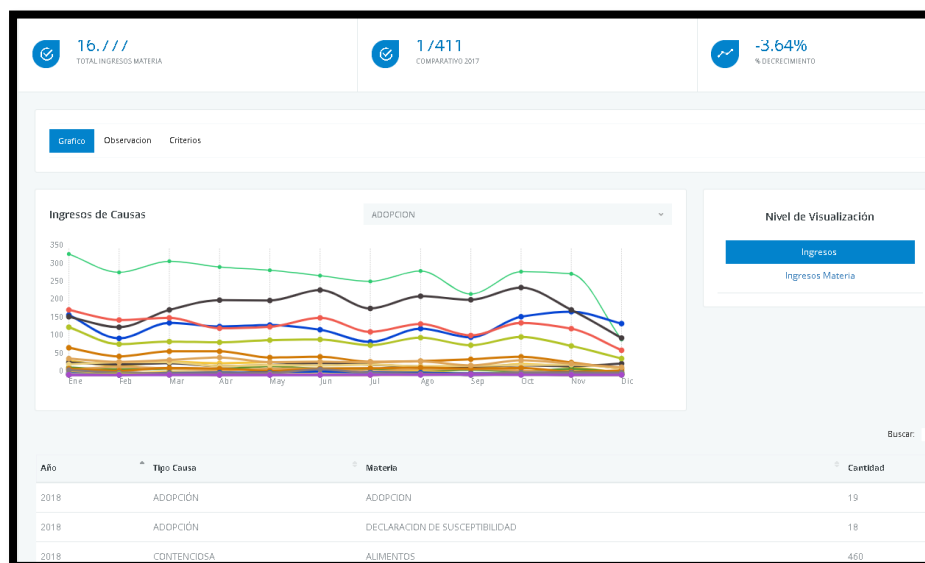 16.777
TOTAL INGRESOS MATERIA
17411
COMPARATIVO 2017
-3.64%
% DECRECIMIENTO
Grafico Observacion Criterios
Ingresos de Causas
ADOPCION
Nivel de Visualización
Ingresos
Ingresos Materia
350
300
250
200
150
100
50
0
Ene Feb Mar Abr May Jun Jul Ago Sep Oct Nov Dic
Buscar:
Año Tipo Causa Materia Cantidad
2018 ADOPCIÓN ADOPCION 19
2018 ADOPCIÓN DECLARACION DE SUSCEPTIBILIDAD 18
2018 CONTENCIOSA ALIMENTOS 460